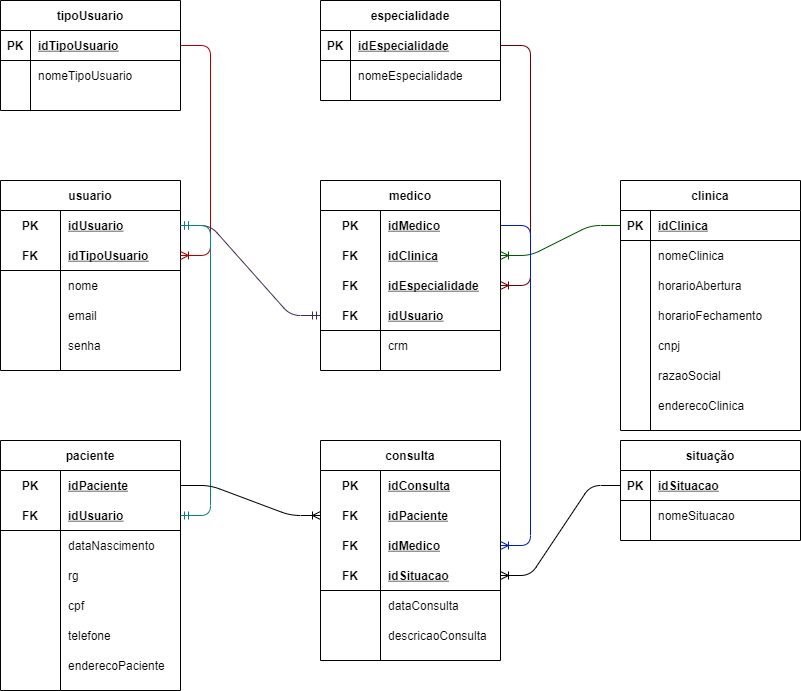 tipoUsuario
PK idTipoUsuario
nomeTipoUsuario
especialidade
PK idEspecialidade
nomeEspecialidade
usuario
PK idUsuario
FK idTipoUsuario
nome
email
senha
medico
PK idMedico
FK idClinica
FK idEspecialidade
FK idUsuario
crm
clinica
PK idClinica
nomeClinica
horarioAbertura
horarioFechamento
cnpj
razaoSocial
enderecoClinica
paciente
PK idPaciente
FK idUsuario
dataNascimento
rg
cpf
telefone
enderecoPaciente
consulta
PK idConsulta
FK idPaciente
FK idMedico
FK idSituacao
dataConsulta
descricaoConsulta
situação
PK idSituacao
nomeSituacao